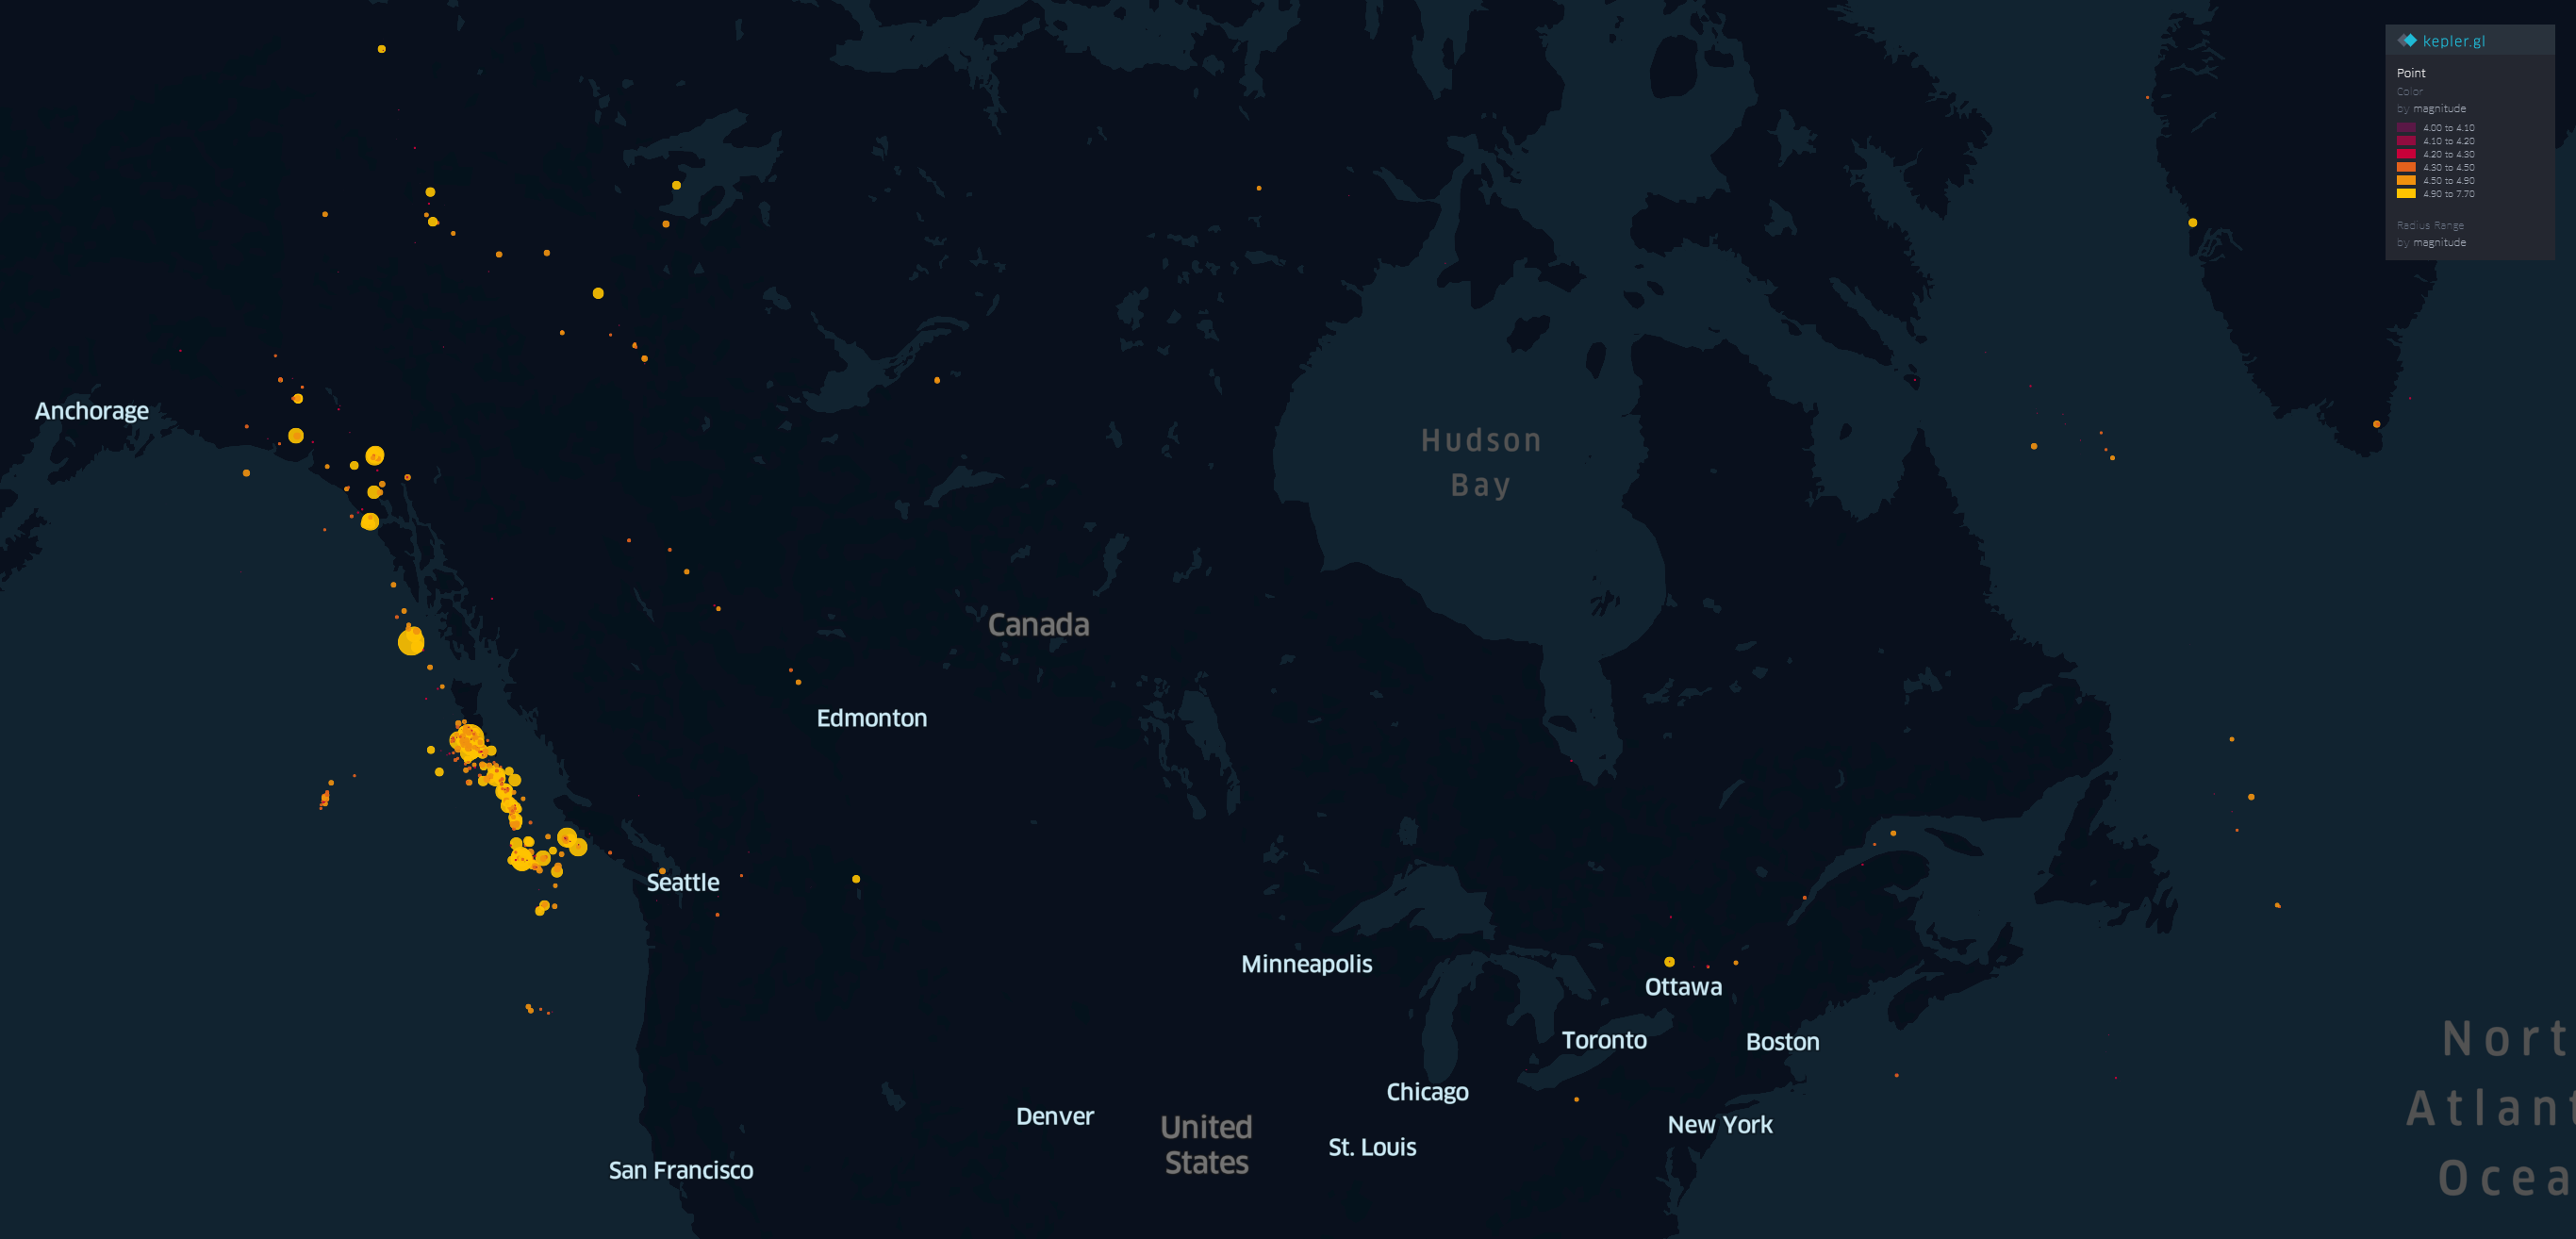 kepler.gl
Point
Color
by magnitude
4.00 to 4.10
4.10 to 4.20
4.20 to 4.30
4.30 to 4.50
4.50 to 4.90
4.90 to 7.70
Radius Range
by magnitude
Anchorage
Hudson
Bay
Canada
Edmonton
Seattle
Minneapolis
Ottawa
Toronto
Boston
Chicago
Denver
United
States
New York
St. Louis
San Francisco
Nort
Atlant
Ocea